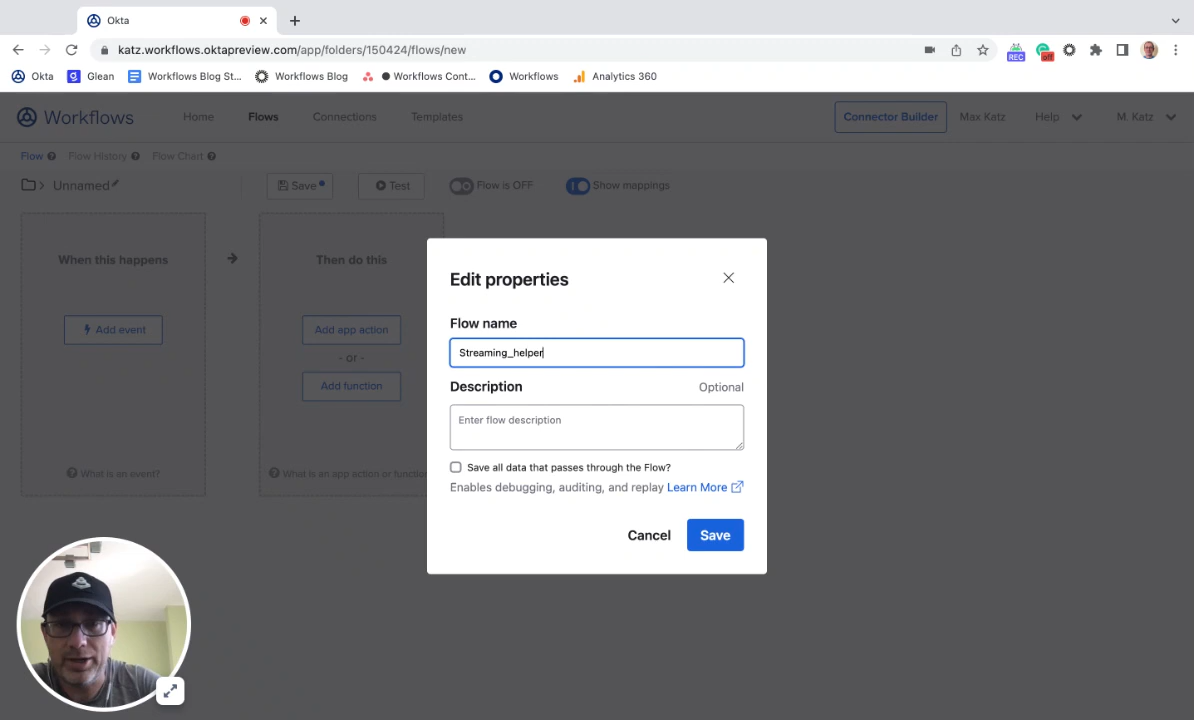 Okta
katz.workflows.oktapreview.com/app/folders/150424/flows/new
REC
off
Okta
Glean
Workflows Blog St...
Workflows Blog
Workflows Cont...
Workflows
Analytics 360
Workflows
Home
Flows
Connections
Templates
Connector Builder
Max Katz
Help
M. Katz
Flow
Flow History
Flow Chart
Unnamed
Save
Test
Flow is OFF
Show mappings
When this happens
Add event
What is an event?
Then do this
Add app action
- or -
Add function
What is an app action or function
Edit properties
Flow name
Streaming_helper
Description
Optional
Enter flow description
Save all data that passes through the Flow?
Enables debugging, auditing, and replay Learn More
Cancel
Save